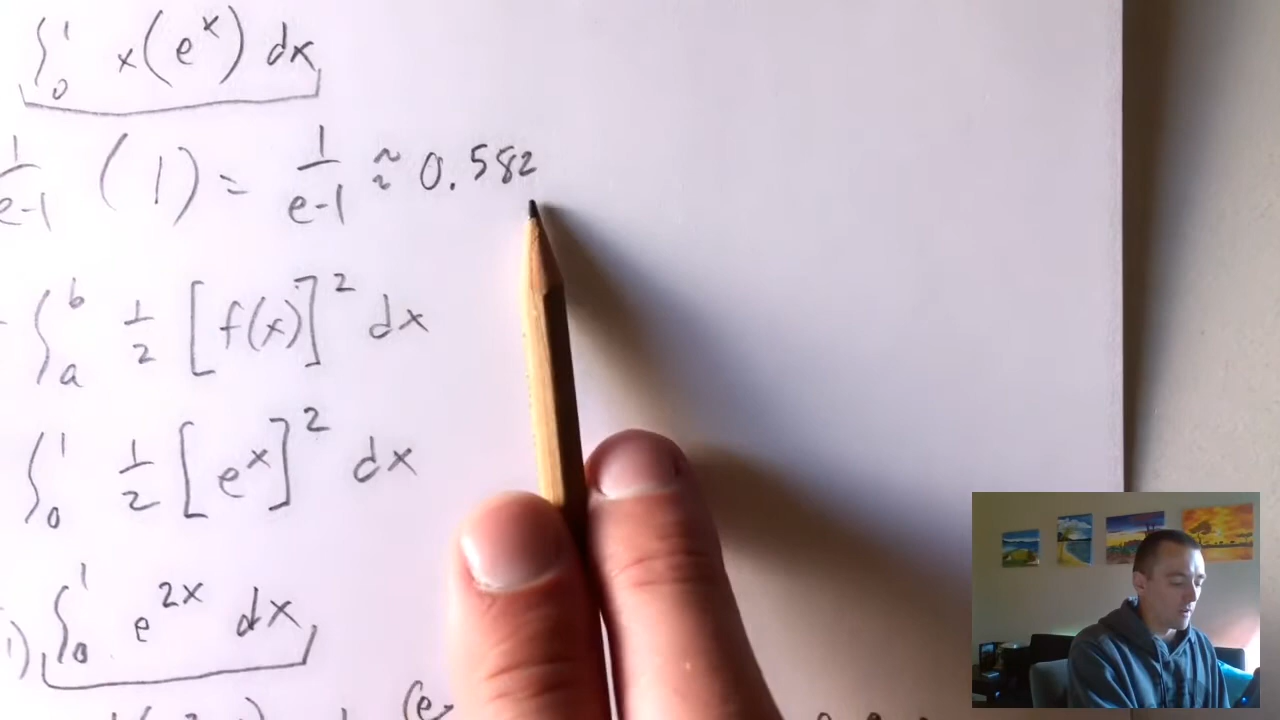 ∫₀¹ x(eˣ) dx
1/(e-1) (1) = 1/(e-1) ≈ 0.582
∫ₐᵇ 1/2 [f(x)]² dx
∫₀¹ 1/2 [eˣ]² dx
) ∫₀¹ e²ˣ dx